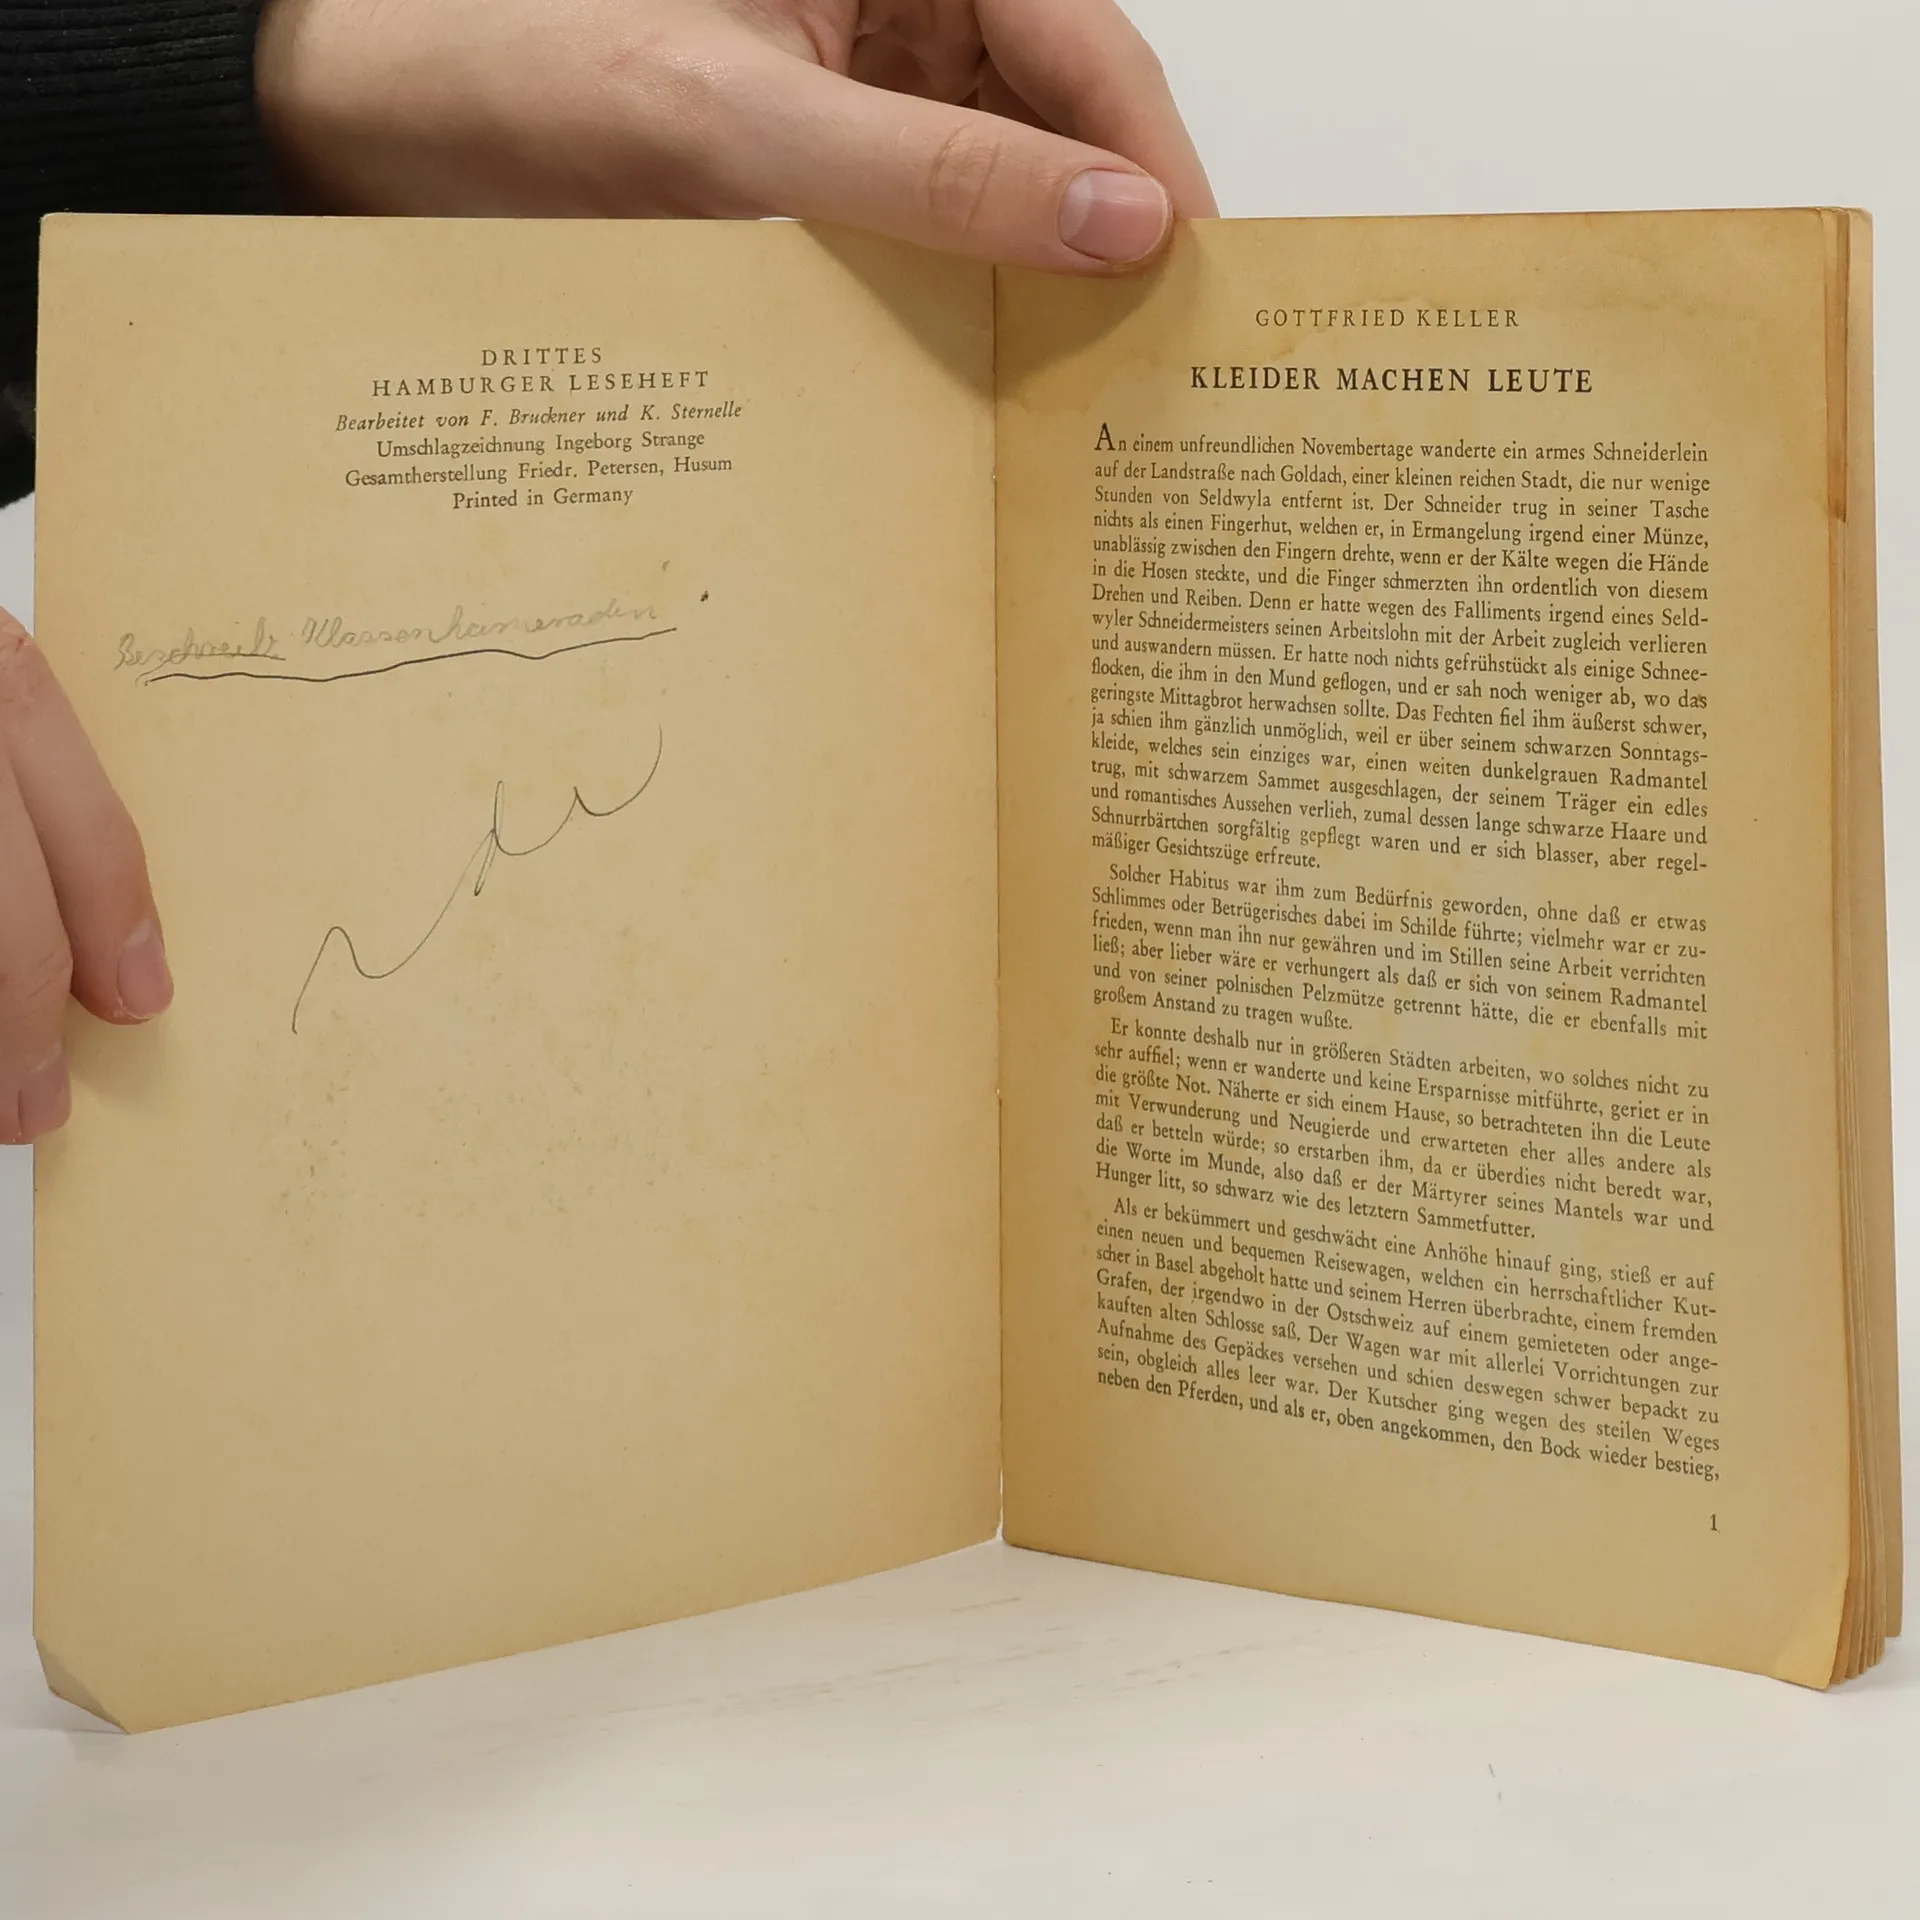 DRITTES
HAMBURGER LESEHEFT
Bearbeitet von F. Bruckner und K. Sternelle
Umschlagzeichnung Ingeborg Strange
Gesamtherstellung Friedr. Petersen, Husum
Printed in Germany
Klassenkameradin
GOTTFRIED KELLER
KLEIDER MACHEN LEUTE
An einem unfreundlichen Novembertage wanderte ein armes Schneiderlein
auf der Landstraße nach Goldach, einer kleinen reichen Stadt, die nur wenige
Stunden von Seldwyla entfernt ist. Der Schneider trug in seiner Tasche
nichts als einen Fingerhut, welchen er, in Ermangelung irgend einer Münze,
unablässig zwischen den Fingern drehte, wenn er der Kälte wegen die Hände
in die Hosen steckte, und die Finger schmerzten ihn ordentlich von diesem
Drehen und Reiben. Denn er hatte wegen des Falliments irgend eines Seld-
wyler Schneidermeisters seinen Arbeitslohn mit der Arbeit zugleich verlieren
und auswandern müssen. Er hatte noch nichts gefrühstückt als einige Schnee-
flocken, die ihm in den Mund geflogen, und er sah noch weniger ab, wo das
geringste Mittagbrot herwachsen sollte. Das Fechten fiel ihm äußerst schwer,
ja schien ihm gänzlich unmöglich, weil er über seinem schwarzen Sonntags-
kleide, welches sein einziges war, einen weiten dunkelgrauen Radmantel
trug, mit schwarzem Sammet ausgeschlagen, der seinem Träger ein edles
und romantisches Aussehen verlieh, zumal dessen lange schwarze Haare und
Schnurrbärtchen sorgfältig gepflegt waren und er sich blasser, aber regel-
mäßiger Gesichtszüge erfreute.
Solcher Habitus war ihm zum Bedürfnis geworden, ohne daß er etwas
Schlimmes oder Betrügerisches dabei im Schilde führte; vielmehr war er zu-
frieden, wenn man ihn nur gewähren und im Stillen seine Arbeit verrichten
ließ; aber lieber wäre er verhungert als daß er sich von seinem Radmantel
und von seiner polnischen Pelzmütze getrennt hätte, die er ebenfalls mit
großem Anstand zu tragen wußte.
Er konnte deshalb nur in größeren Städten arbeiten, wo solches nicht zu
sehr auffiel; wenn er wanderte und keine Ersparnisse mitführte, geriet er in
die größte Not. Näherte er sich einem Hause, so betrachteten ihn die Leute
mit Verwunderung und Neugierde und erwarteten eher alles andere als
daß er betteln würde; so erstarben ihm, da er überdies nicht beredt war,
die Worte im Munde, also daß er der Märtyrer seines Mantels war und
Hunger litt, so schwarz wie des letztern Sammetfutter.
Als er bekümmert und geschwächt eine Anhöhe hinauf ging, stieß er auf
einen neuen und bequemen Reisewagen, welchen ein herrschaftlicher Kut-
scher in Basel abgeholt hatte und seinem Herren überbrachte, einem fremden
Grafen, der irgendwo in der Ostschweiz auf einem gemieteten oder ange-
kauften alten Schlosse saß. Der Wagen war mit allerlei Vorrichtungen zur
Aufnahme des Gepäckes versehen und schien deswegen schwer bepackt zu
sein, obgleich alles leer war. Der Kutscher ging wegen des steilen Weges
neben den Pferden, und als er, oben angekommen, den Bock wieder bestieg,
1